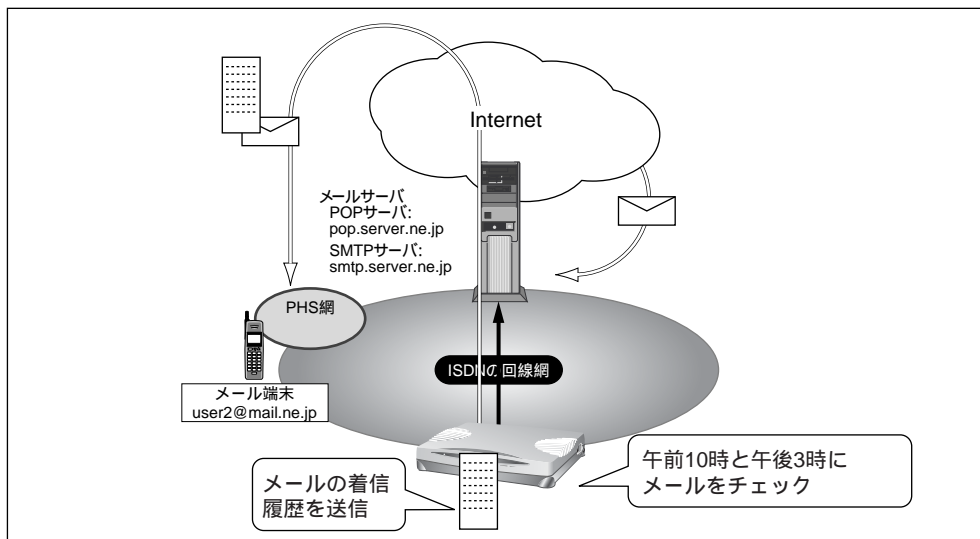 Internet
メールサーバ
POPサーバ:
pop.server.ne.jp
SMTPサーバ:
smtp.server.ne.jp
PHS網
ISDNの回線網
メール端末
user2@mail.ne.jp
メールの着信
履歴を送信
午前10時と午後3時に
メールをチェック